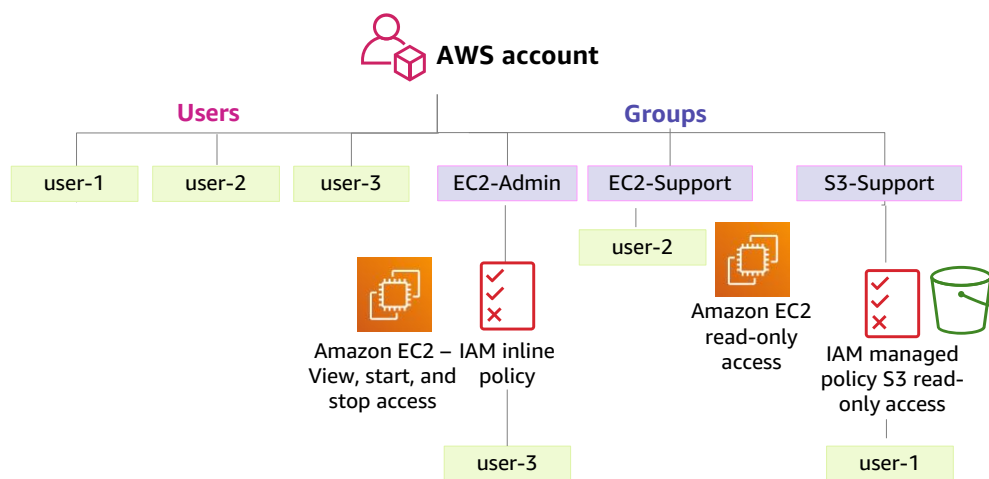 AWS account
Users
Groups
user-1
user-2
user-3
EC2-Admin
EC2-Support
S3-Support
user-2
Amazon EC2 –
View, start, and
stop access
IAM inline
policy
Amazon EC2
read-only
access
IAM managed
policy S3 read-
only access
user-3
user-1